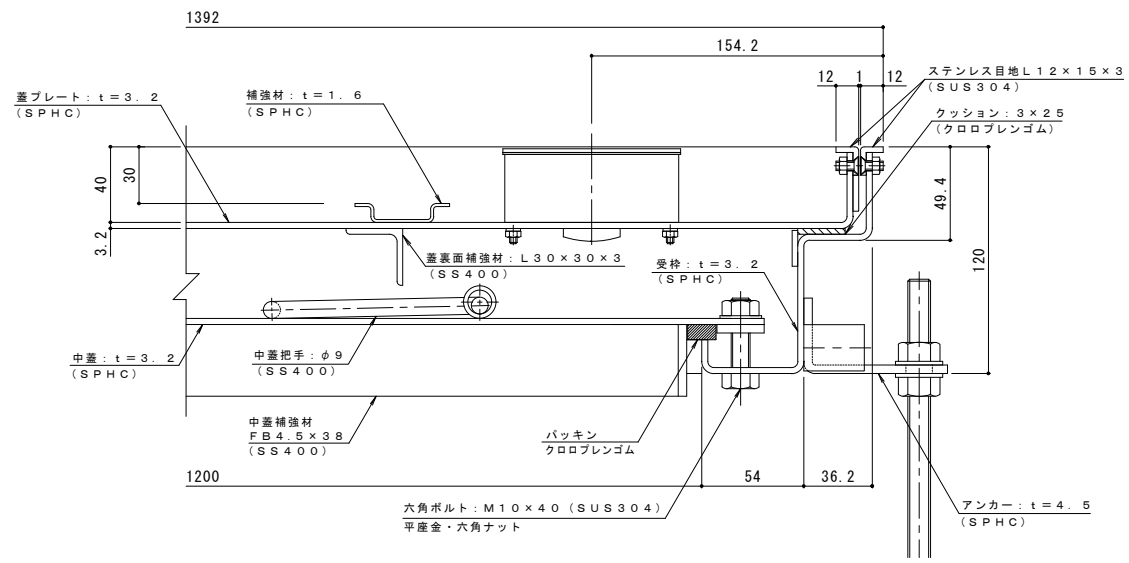 1392
154.2
12 1 12
ステンレス目地L12×15×3
(SUS304)
蓋プレート：t=3.2
(SPHC)
補強材：t=1.6
(SPHC)
クッション：3×25
(クロロプレンゴム)
40
30
3.2
49.4
120
蓋裏面補強材：L30×30×3
(SS400)
受枠：t=3.2
(SPHC)
中蓋：t=3.2
(SPHC)
中蓋把手：φ9
(SS400)
中蓋補強材
FB4.5×38
(SS400)
パッキン
クロロプレンゴム
1200
54
36.2
六角ボルト：M10×40(SUS304)
平座金・六角ナット
アンカー：t=4.5
(SPHC)